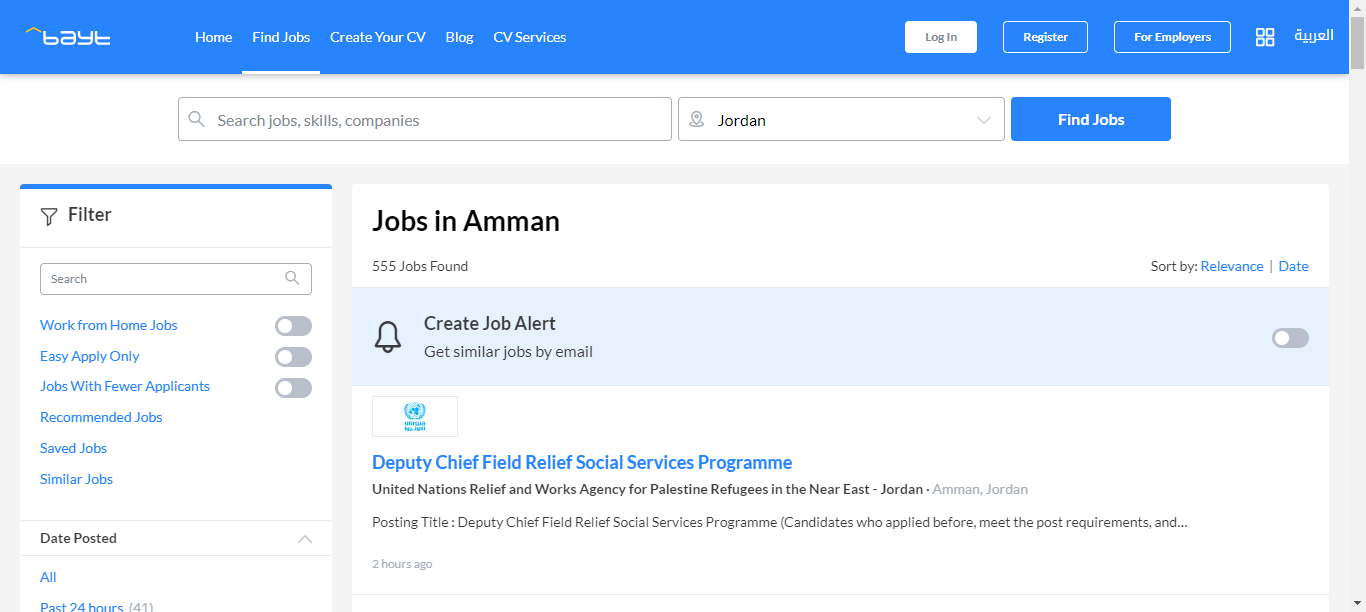 bayt
Home
Find Jobs
Create Your CV
Blog
CV Services
Log In
Register
For Employers
العربية
Search jobs, skills, companies
Jordan
Find Jobs
Filter
Search
Work from Home Jobs
Easy Apply Only
Jobs With Fewer Applicants
Recommended Jobs
Saved Jobs
Similar Jobs
Date Posted
All
Past 24 hours (41)
Jobs in Amman
555 Jobs Found
Sort by: Relevance | Date
Create Job Alert
Get similar jobs by email
unrwa
الأونروا
Deputy Chief Field Relief Social Services Programme
United Nations Relief and Works Agency for Palestine Refugees in the Near East - Jordan · Amman, Jordan
Posting Title : Deputy Chief Field Relief Social Services Programme (Candidates who applied before, meet the post requirements, and…
2 hours ago